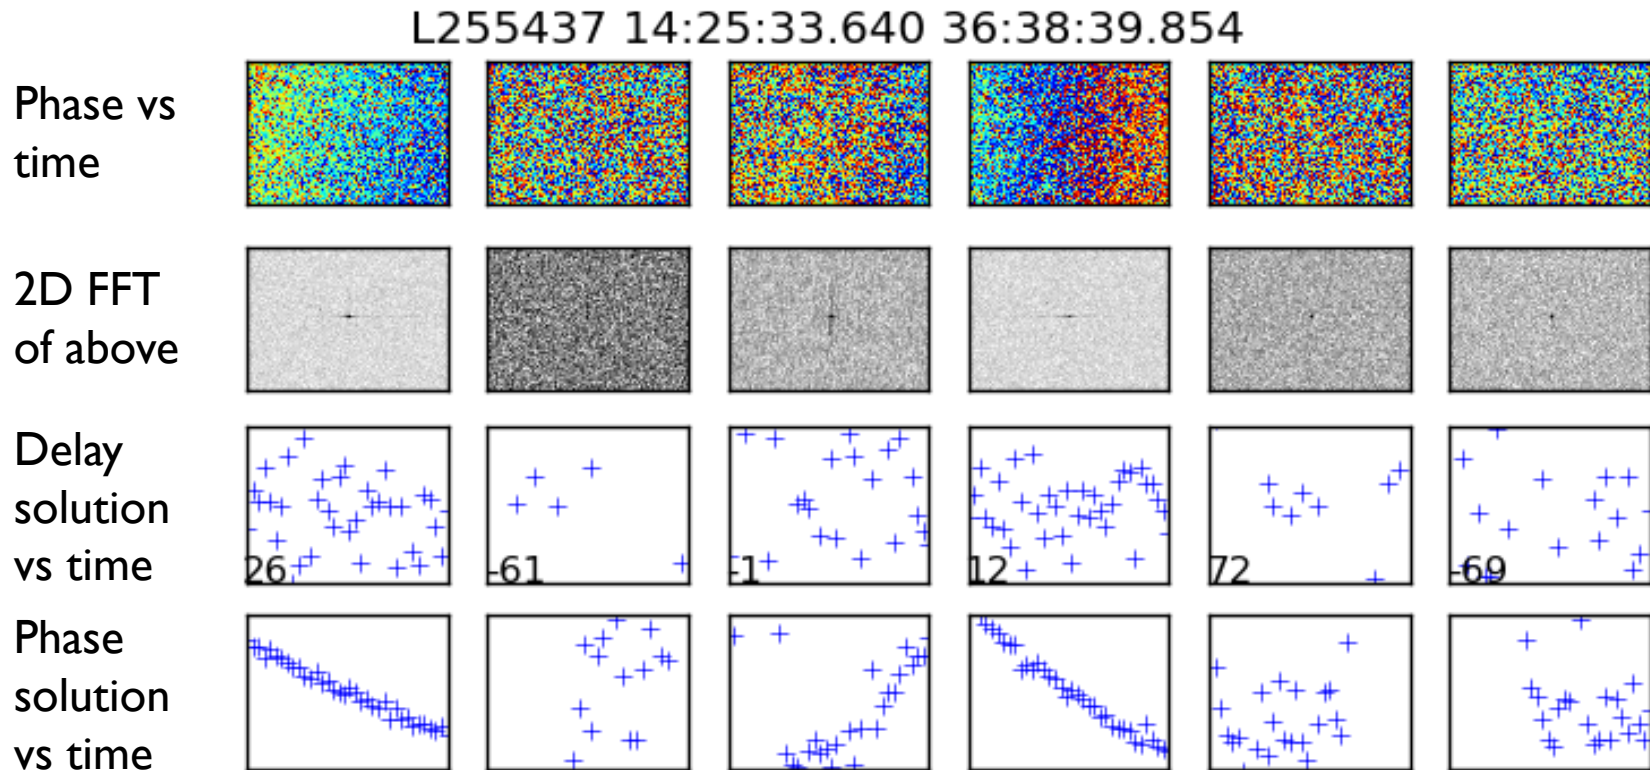 L255437 14:25:33.640 36:38:39.854
Phase vs
time
2D FFT
of above
Delay
solution
vs time
26 -61 -1 12 72 -69
Phase
solution
vs time